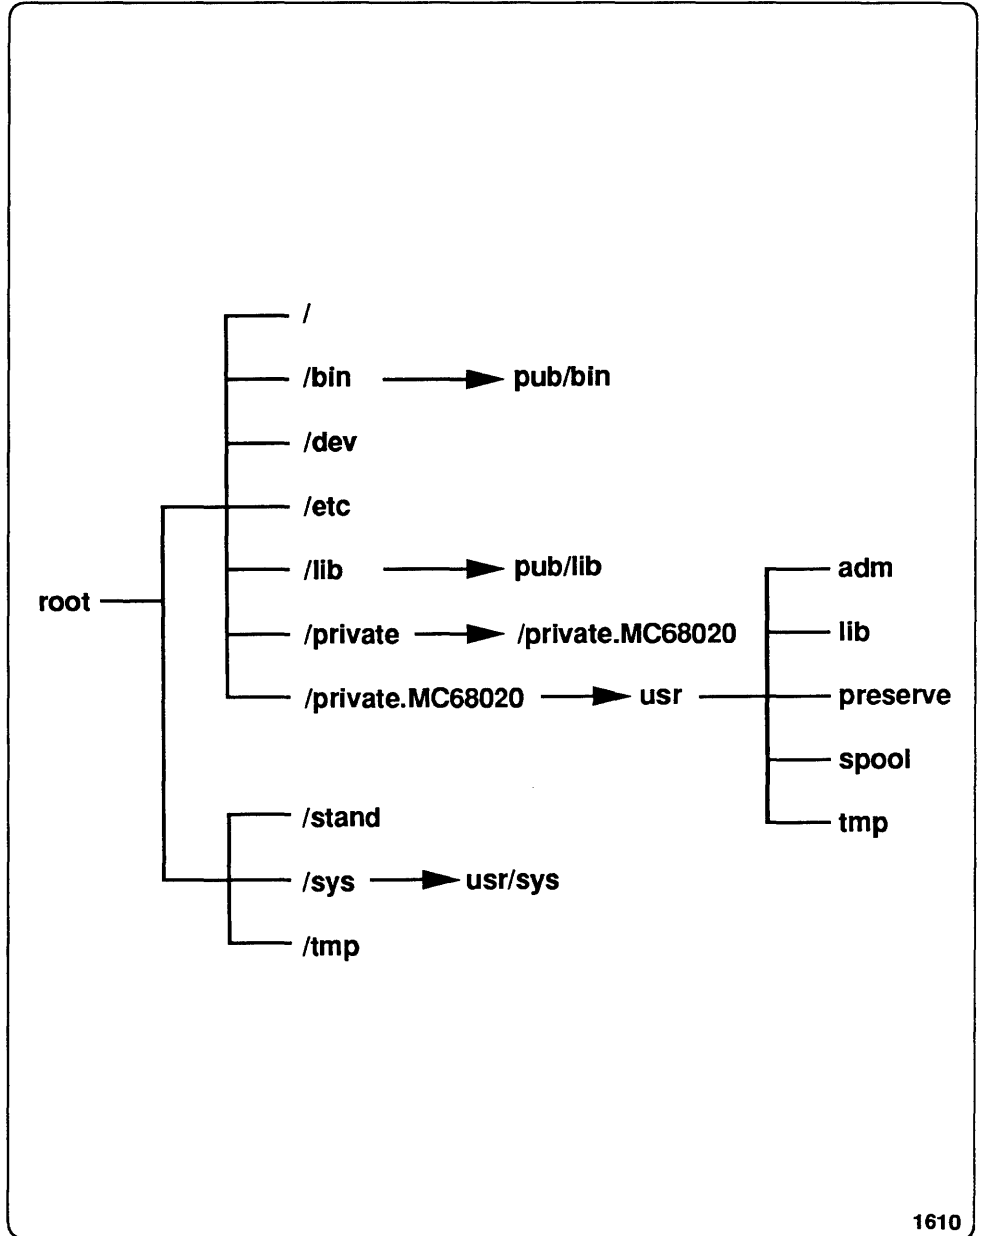 /
/bin pub/bin
/dev
/etc
/lib pub/lib adm
root
/private /private.MC68020 lib
/private.MC68020 usr preserve
spool
/stand
tmp
/sys usr/sys
/tmp
1610